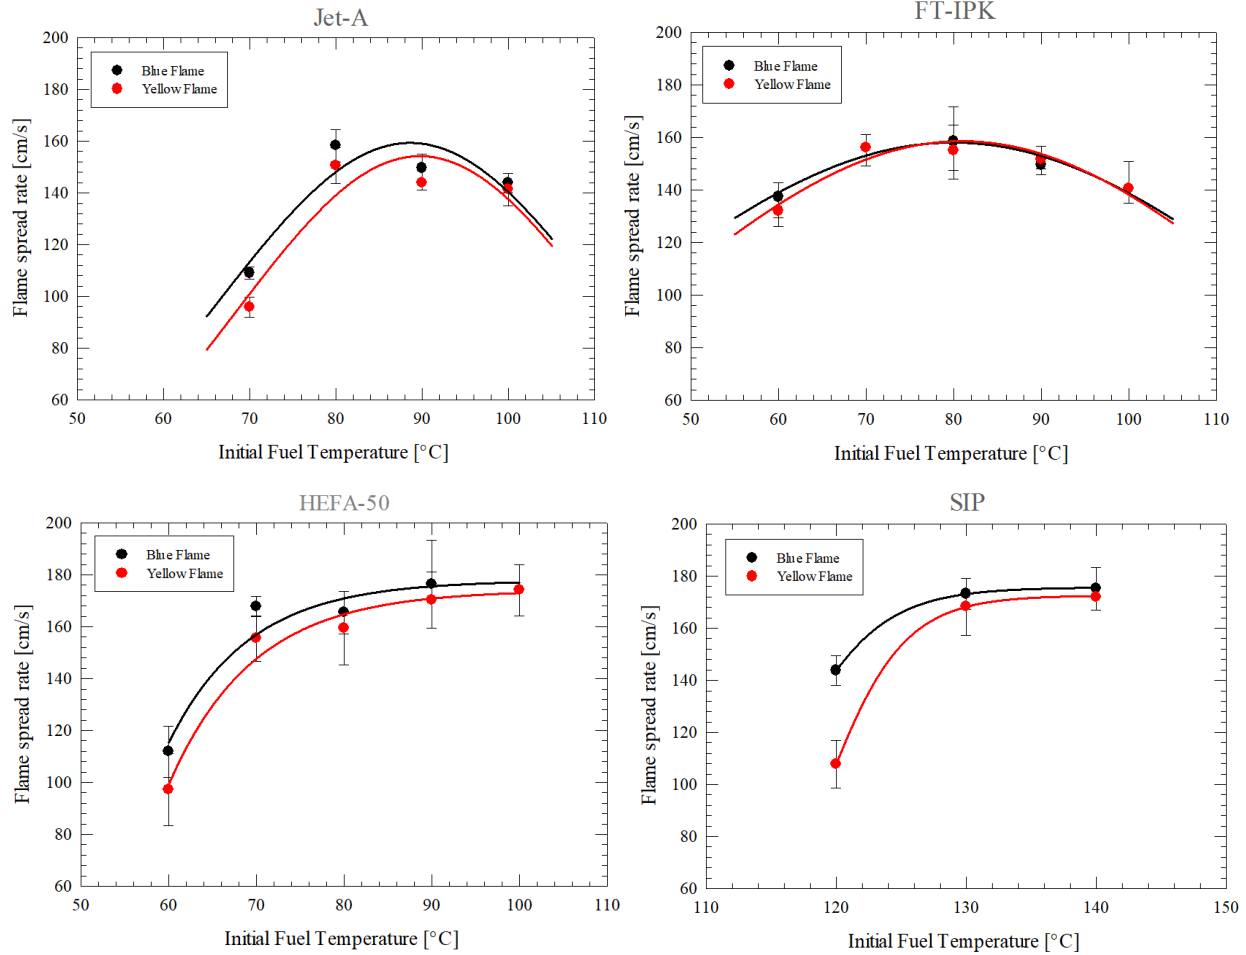 Jet-A
200
180
160
140
120
100
80
60
50 60 70 80 90 100 110
Flame spread rate [cm/s]
Initial Fuel Temperature [°C]
Blue Flame
Yellow Flame
FT-IPK
200
180
160
140
120
100
80
60
50 60 70 80 90 100 110
Flame spread rate [cm/s]
Initial Fuel Temperature [°C]
Blue Flame
Yellow Flame
HEFA-50
200
180
160
140
120
100
80
60
50 60 70 80 90 100 110
Flame spread rate [cm/s]
Initial Fuel Temperature [°C]
Blue Flame
Yellow Flame
SIP
200
180
160
140
120
100
80
60
110 120 130 140 150
Flame spread rate [cm/s]
Initial Fuel Temperature [°C]
Blue Flame
Yellow Flame